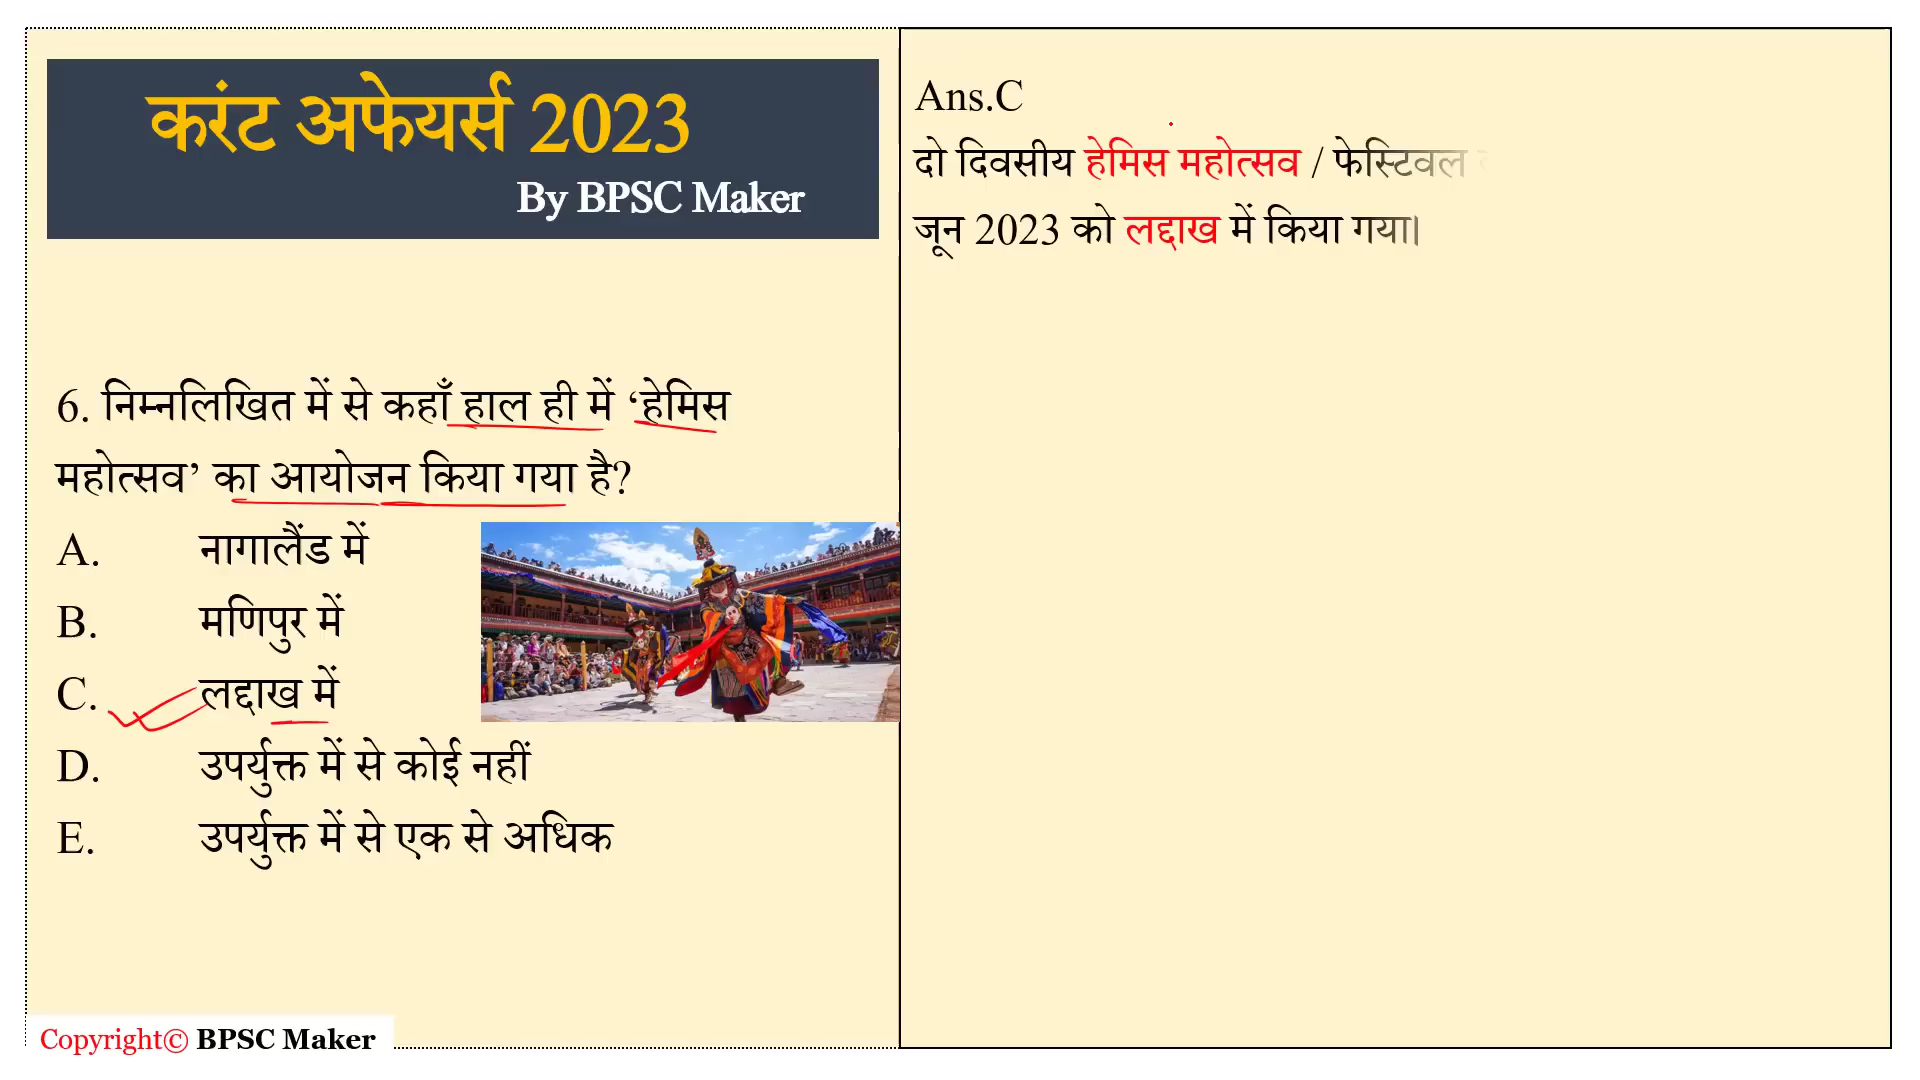 करंट अफेयर्स 2023
By BPSC Maker
6. निम्नलिखित में से कहाँ हाल ही में ‘हेमिस
महोत्सव’ का आयोजन किया गया है?
A. नागालैंड में
B. मणिपुर में
C. लद्दाख में
D. उपर्युक्त में से कोई नहीं
E. उपर्युक्त में से एक से अधिक
Copyright© BPSC Maker
Ans.C
दो दिवसीय हेमिस महोत्सव / फेस्टिवल
जून 2023 को लद्दाख में किया गया।